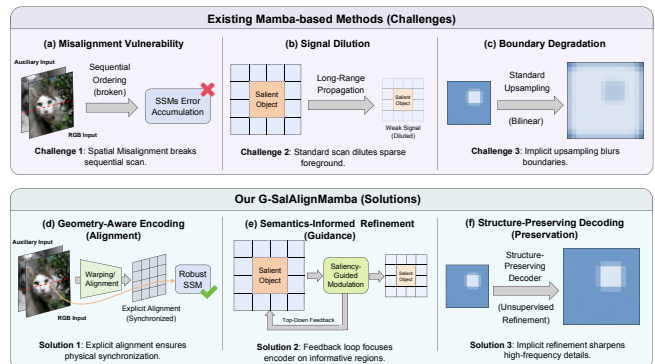 Existing Mamba-based Methods (Challenges)
(a) Misalignment Vulnerability
Auxiliary Input
RGB Input
Sequential
Ordering
(broken)
SSMs Error
Accumulation
Challenge 1: Spatial Misalignment breaks
sequential scan.
(b) Signal Dilution
Salient
Object
Long-Range
Propagation
Salient
Object
Weak Signal
(Diluted)
Challenge 2: Standard scan dilutes sparse
foreground.
(c) Boundary Degradation
Standard
Upsampling
(Bilinear)
Challenge 3: Implicit upsampling blurs
boundaries.
Our G-SalAlignMamba (Solutions)
(d) Geometry-Aware Encoding
(Alignment)
Auxiliary Input
RGB Input
Warping/
Alignment
Explicit Alignment
(Synchronized)
Robust
SSM
Solution 1: Explicit alignment ensures
physical synchronization.
(e) Semantics-Informed Refinement
(Guidance)
Salient
Object
Saliency-
Guided
Modulation
Salient
Object
Top-Down Feedback
Solution 2: Feedback loop focuses
encoder on informative regions.
(f) Structure-Preserving Decoding
(Preservation)
Structure-
Preserving
Decoder
(Unsupervised
Refinement)
Solution 3: Implicit refinement sharpens
high-frequency details.